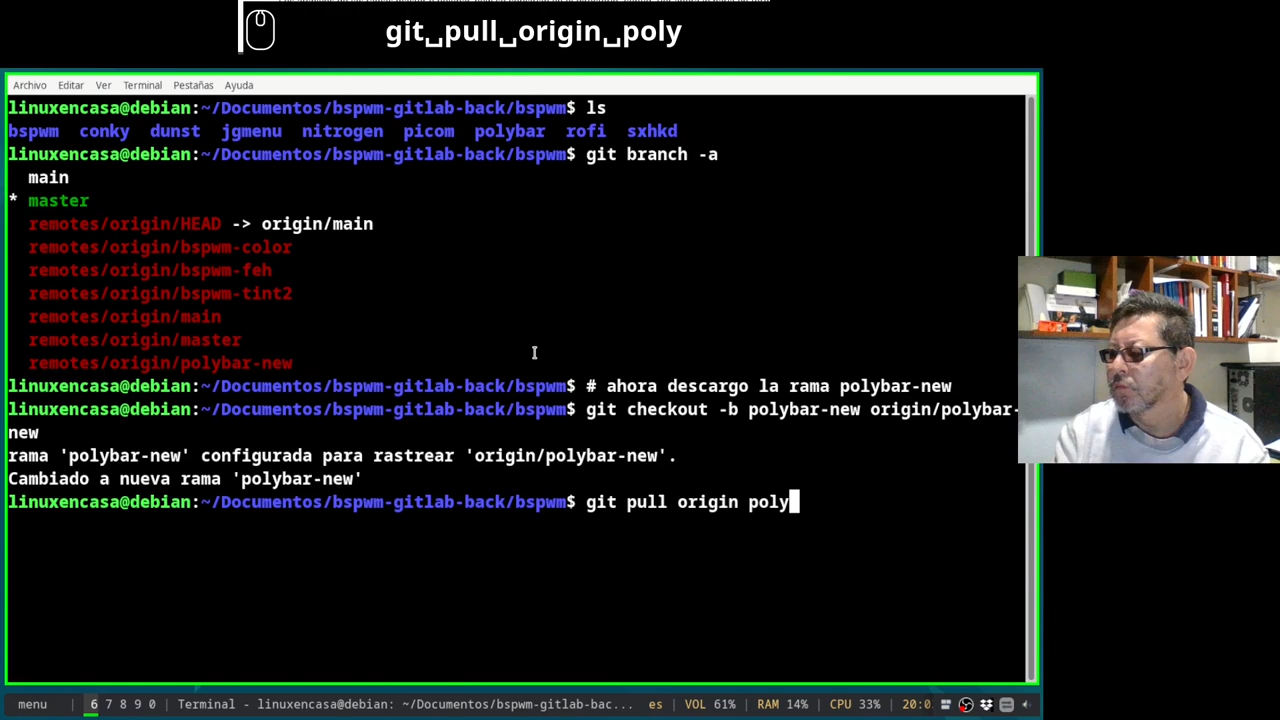 git␣pull␣origin␣poly
Archivo Editar Ver Terminal Pestañas Ayuda
linuxencasa@debian:~/Documentos/bspwm-gitlab-back/bspwm$ ls
bspwm conky dunst jgmenu nitrogen picom polybar rofi sxhkd
linuxencasa@debian:~/Documentos/bspwm-gitlab-back/bspwm$ git branch -a
main
* master
remotes/origin/HEAD -> origin/main
remotes/origin/bspwm-color
remotes/origin/bspwm-feh
remotes/origin/bspwm-tint2
remotes/origin/main
remotes/origin/master
remotes/origin/polybar-new
linuxencasa@debian:~/Documentos/bspwm-gitlab-back/bspwm$ # ahora descargo la rama polybar-new
linuxencasa@debian:~/Documentos/bspwm-gitlab-back/bspwm$ git checkout -b polybar-new origin/polybar-
new
rama 'polybar-new' configurada para rastrear 'origin/polybar-new'.
Cambiado a nueva rama 'polybar-new'
linuxencasa@debian:~/Documentos/bspwm-gitlab-back/bspwm$ git pull origin poly
menu | 6 7 8 9 0 | Terminal - linuxencasa@debian: ~/Documentos/bspwm-gitlab-bac... es | VOL 61% | RAM 14% | CPU 33% | 20:0